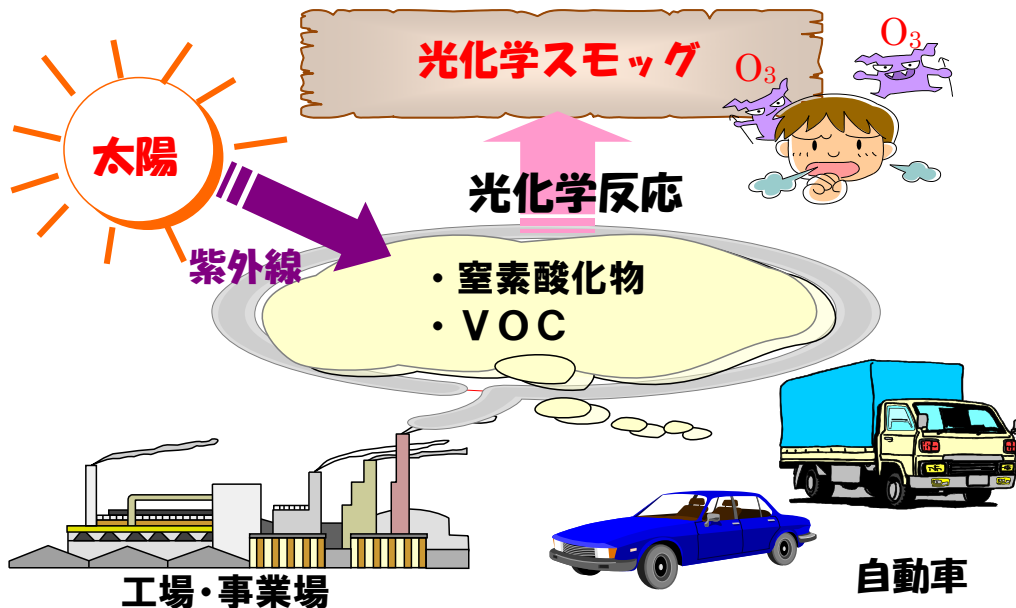 光化学スモッグ
O3
O3
太陽
光化学反応
紫外線
・窒素酸化物
・ＶＯＣ
工場・事業場
自動車